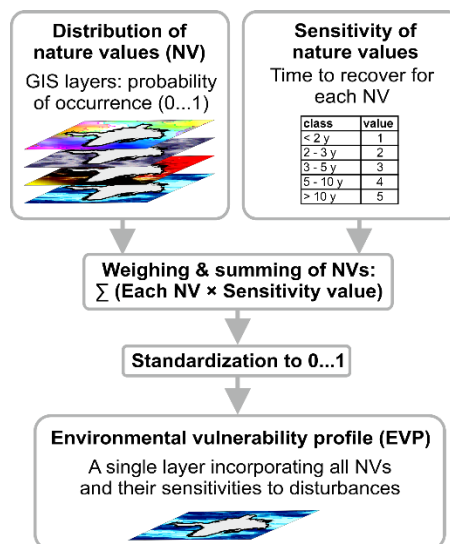 Distribution
of nature values (NV)
GIS layers: probability
of occurrence (0...1)
Sensitivity of
nature values
Time to recover for
each NV
class value
< 2 y 1
2 - 3 y 2
3 - 5 y 3
5 - 10 y 4
> 10 y 5
Weighing & summing of NVs:
∑ (Each NV × Sensitivity value)
Standardization to 0...1
Environmental vulnerability profile (EVP)
A single layer incorporating all NVs
and their sensitivities to disturbances